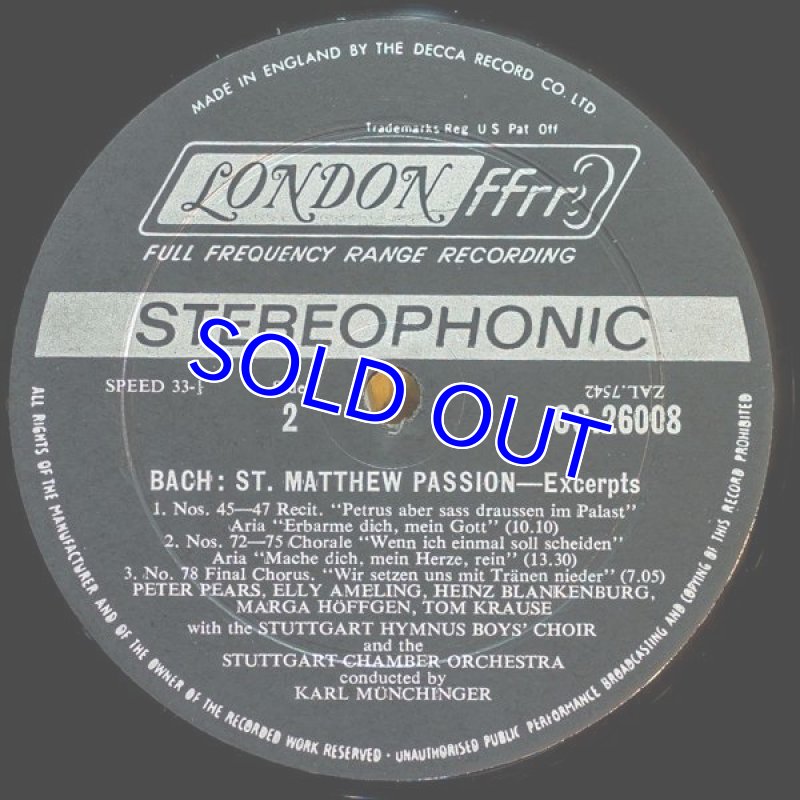 MADE IN ENGLAND BY THE DECCA RECORD CO. LTD
Trademarks Reg U S Pat Off
LONDON ffrr
FULL FREQUENCY RANGE RECORDING
STEREOPHONIC
SPEED 33-⅓
Side
ZAL.7542
2
26008
SOLD OUT
BACH: ST. MATTHEW PASSION—Excerpts
1. Nos. 45—47 Recit. “Petrus aber sass draussen im Palast”
Aria “Erbarme dich, mein Gott” (10.10)
2. Nos. 72—75 Chorale “Wenn ich einmal soll scheiden”
Aria “Mache dich, mein Herze, rein” (13.30)
3. No. 78 Final Chorus. “Wir setzen uns mit Tränen nieder” (7.05)
PETER PEARS, ELLY AMELING, HEINZ BLANKENBURG,
MARGA HÖFFGEN, TOM KRAUSE
with the STUTTGART HYMNUS BOYS’ CHOIR
and the
STUTTGART CHAMBER ORCHESTRA
conducted by
KARL MÜNCHINGER
ALL RIGHTS OF THE MANUFACTURER AND OF THE OWNER OF THE RECORDED WORK RESERVED · UNAUTHORISED PUBLIC PERFORMANCE BROADCASTING AND COPYING OF THIS RECORD PROHIBITED